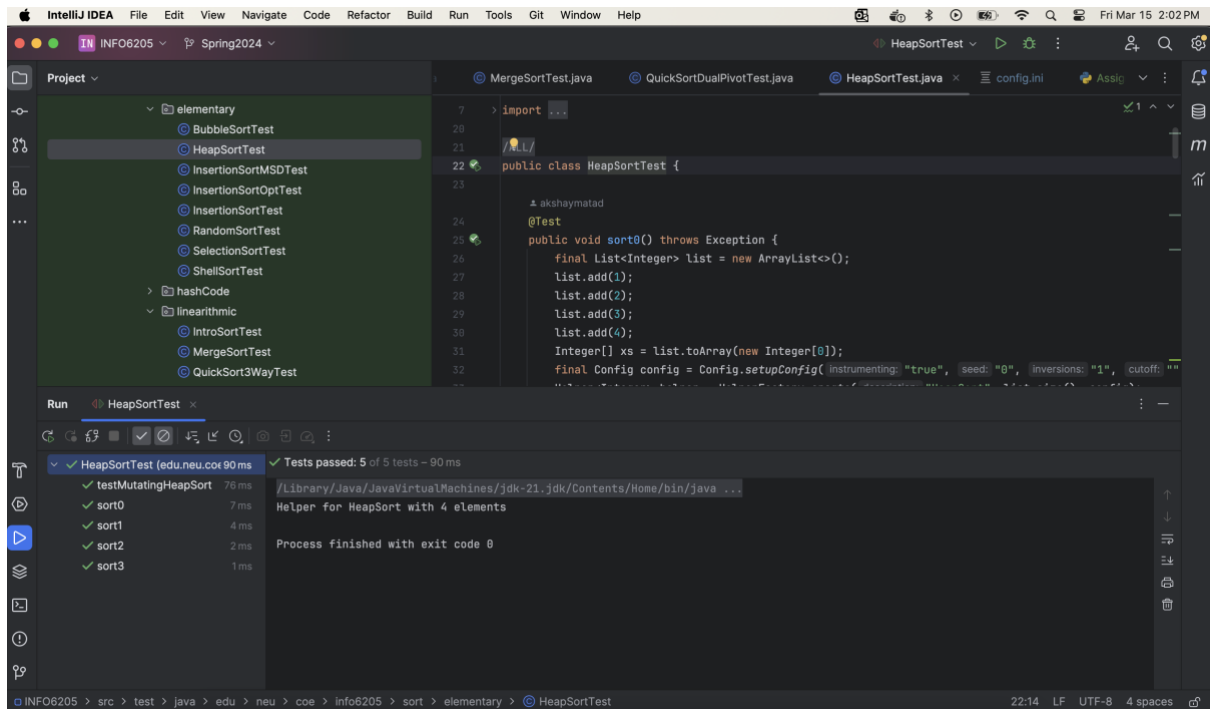 IntelliJ IDEA File Edit View Navigate Code Refactor Build Run Tools Git Window Help Fri Mar 15 2:02 PM
IN INFO6205 Spring2024 HeapSortTest
Project
MergeSortTest.java QuickSortDualPivotTest.java HeapSortTest.java config.ini Assig
elementary
BubbleSortTest
HeapSortTest
InsertionSortMSDTest
InsertionSortOptTest
InsertionSortTest
RandomSortTest
SelectionSortTest
ShellSortTest
hashCode
linearithmic
IntroSortTest
MergeSortTest
QuickSort3WayTest
7 import ... 1
20
21
22 public class HeapSortTest {
23
akshaymatad
24 @Test
25 public void sort0() throws Exception {
26 final List<Integer> list = new ArrayList<>();
27 list.add(1);
28 list.add(2);
29 list.add(3);
30 list.add(4);
31 Integer[] xs = list.toArray(new Integer[0]);
32 final Config config = Config.setupConfig( instrumenting: "true", seed: "0", inversions: "1", cutoff: ""
Run HeapSortTest
HeapSortTest (edu.neu.coe 90 ms
testMutatingHeapSort 76 ms
sort0 7 ms
sort1 4 ms
sort2 2 ms
sort3 1 ms
Tests passed: 5 of 5 tests – 90 ms
/Library/Java/JavaVirtualMachines/jdk-21.jdk/Contents/Home/bin/java ...
Helper for HeapSort with 4 elements
Process finished with exit code 0
INFO6205 > src > test > java > edu > neu > coe > info6205 > sort > elementary > HeapSortTest 22:14 LF UTF-8 4 spaces